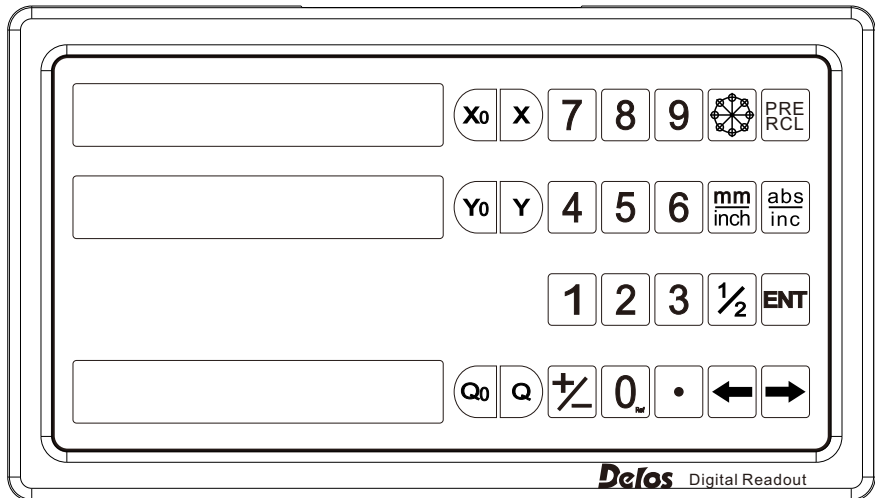 X0 X 7 8 9 PRE
RCL
Y0 Y 4 5 6 mm
inch abs
inc
1 2 3 1/2 ENT
Q0 Q +/- 0 Ref .
Delos Digital Readout